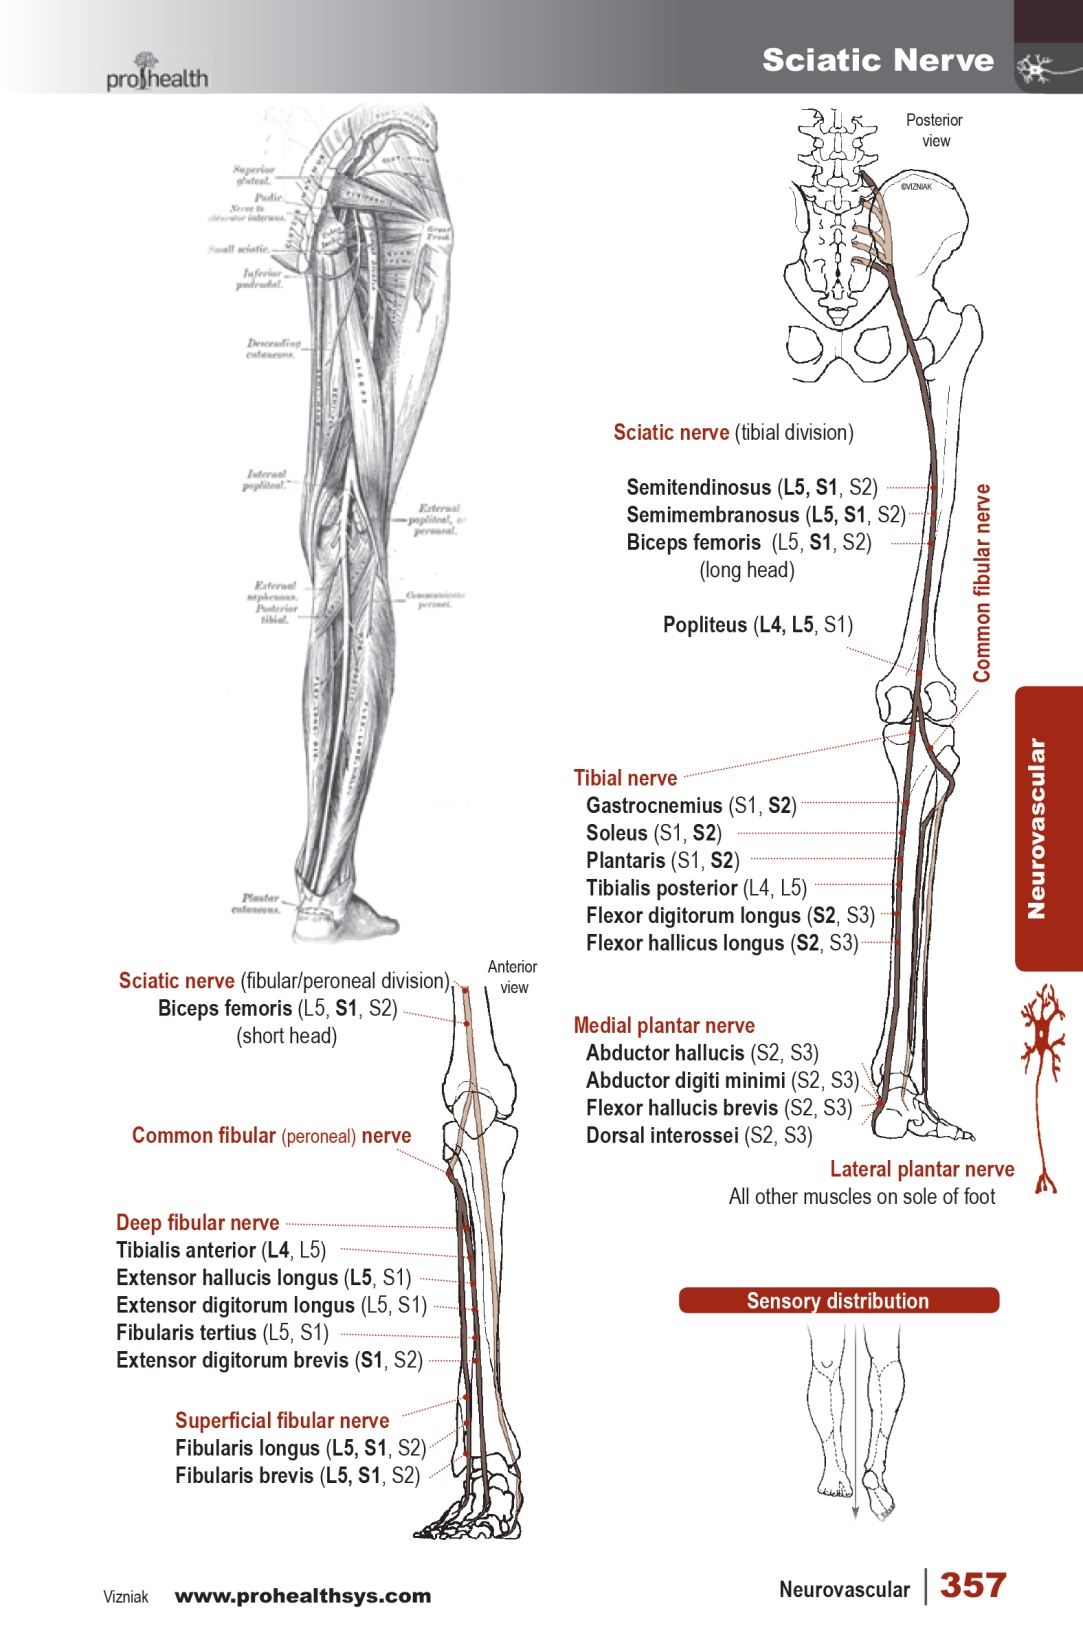 prohealth
Sciatic Nerve
Posterior
view
©VIZNIAK
Superior
gluteal.
Pudic.
Nerve to
obturator internus.
Small sciatic.
Inferior
pudendal.
Descending
cutaneous.
BICEPS
Internal
popliteal.
External
popliteal, or
peroneal.
External
saphenous.
Posterior
tibial.
Communicans
peronei.
Plantar
cutaneous.
Sciatic nerve (tibial division)
Semitendinosus (L5, S1, S2)
Semimembranosus (L5, S1, S2)
Biceps femoris (L5, S1, S2)
(long head)
Popliteus (L4, L5, S1)
Common fibular nerve
Tibial nerve
Gastrocnemius (S1, S2)
Soleus (S1, S2)
Plantaris (S1, S2)
Tibialis posterior (L4, L5)
Flexor digitorum longus (S2, S3)
Flexor hallicus longus (S2, S3)
Neurovascular
Sciatic nerve (fibular/peroneal division)
Biceps femoris (L5, S1, S2)
(short head)
Anterior
view
Medial plantar nerve
Abductor hallucis (S2, S3)
Abductor digiti minimi (S2, S3)
Flexor hallucis brevis (S2, S3)
Dorsal interossei (S2, S3)
Lateral plantar nerve
All other muscles on sole of foot
Common fibular (peroneal) nerve
Deep fibular nerve
Tibialis anterior (L4, L5)
Extensor hallucis longus (L5, S1)
Extensor digitorum longus (L5, S1)
Fibularis tertius (L5, S1)
Extensor digitorum brevis (S1, S2)
Superficial fibular nerve
Fibularis longus (L5, S1, S2)
Fibularis brevis (L5, S1, S2)
Sensory distribution
Vizniak www.prohealthsys.com
Neurovascular 357